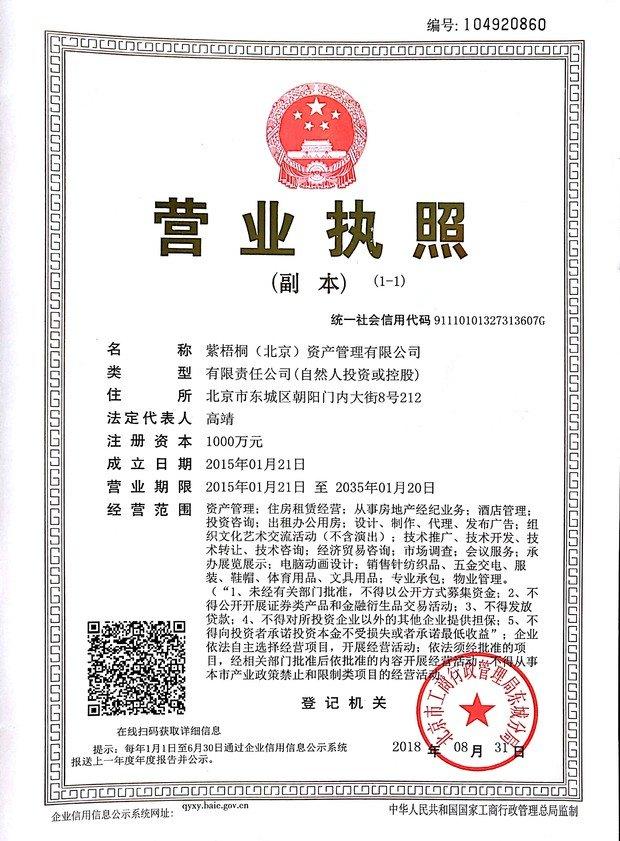 编号: 104920860
营业执照
(副 本) (1-1)
统一社会信用代码 9111010132731360​7G
名 称 紫梧桐（北京）资产管理有限公司
类 型 有限责任公司(自然人投资或控股)
住 所 北京市东城区朝阳门内大街8号212
法定代表人 高靖
注册资本 1000万元
成立日期 2015年01月21日
营业期限 2015年01月21日 至 2035年01月20日
经营范围 资产管理；住房租赁经营；从事房地产经纪业务；酒店管理；
投资咨询；出租办公用房；设计、制作、代理、发布广告；组
织文化艺术交流活动（不含演出）；技术推广、技术开发、技
术转让、技术咨询；经济贸易咨询；市场调查；会议服务；承
办展览展示；电脑动画设计；销售针纺织品、五金交电、服
装、鞋帽、体育用品、文具用品；专业承包；物业管理。
（“1、未经有关部门批准，不得以公开方式募集资金；2、不
得公开开展证券类产品和金融衍生品交易活动；3、不得发放
贷款；4、不得对所投资企业以外的其他企业提供担保；5、不
得向投资者承诺投资本金不受损失或者承诺最低收益”；企业
依法自主选择经营项目，开展经营活动；依法须经批准的项
目，经相关部门批准后依批准的内容开展经营活动；不得从事
本市产业政策禁止和限制类项目的经营活动。）
登记机关
北京市工商行政管理局东城分局
2018 年 08 月 31 日
在线扫码获取详细信息
提示：每年1月1日至6月30日通过企业信用信息公示系统
报送上一年度年度报告并公示。
企业信用信息公示系统网址： qyxy.baic.gov.cn
中华人民共和国国家工商行政管理总局监制